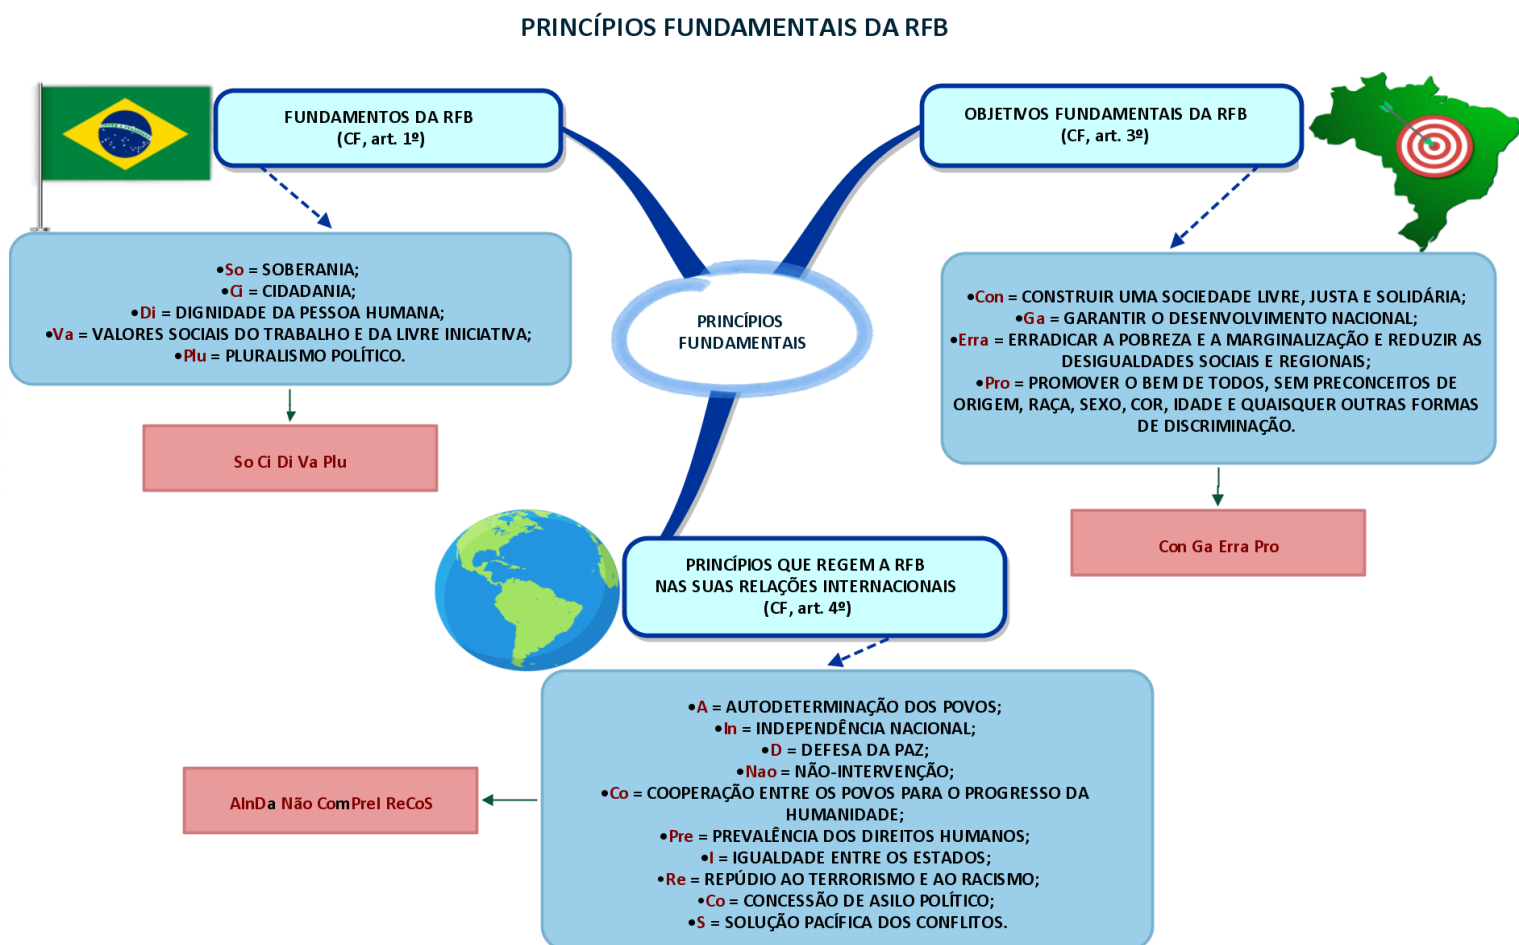 PRINCÍPIOS FUNDAMENTAIS DA RFB
FUNDAMENTOS DA RFB
(CF, art. 1º)
•So = SOBERANIA;
•Ci = CIDADANIA;
•Di = DIGNIDADE DA PESSOA HUMANA;
•Va = VALORES SOCIAIS DO TRABALHO E DA LIVRE INICIATIVA;
•Plu = PLURALISMO POLÍTICO.
So Ci Di Va Plu
OBJETIVOS FUNDAMENTAIS DA RFB
(CF, art. 3º)
•Con = CONSTRUIR UMA SOCIEDADE LIVRE, JUSTA E SOLIDÁRIA;
•Ga = GARANTIR O DESENVOLVIMENTO NACIONAL;
•Erra = ERRADICAR A POBREZA E A MARGINALIZAÇÃO E REDUZIR AS
DESIGUALDADES SOCIAIS E REGIONAIS;
•Pro = PROMOVER O BEM DE TODOS, SEM PRECONCEITOS DE
ORIGEM, RAÇA, SEXO, COR, IDADE E QUAISQUER OUTRAS FORMAS
DE DISCRIMINAÇÃO.
Con Ga Erra Pro
PRINCÍPIOS
FUNDAMENTAIS
PRINCÍPIOS QUE REGEM A RFB
NAS SUAS RELAÇÕES INTERNACIONAIS
(CF, art. 4º)
•A = AUTODETERMINAÇÃO DOS POVOS;
•In = INDEPENDÊNCIA NACIONAL;
•D = DEFESA DA PAZ;
•Nao = NÃO-INTERVENÇÃO;
•Co = COOPERAÇÃO ENTRE OS POVOS PARA O PROGRESSO DA
HUMANIDADE;
•Pre = PREVALÊNCIA DOS DIREITOS HUMANOS;
•I = IGUALDADE ENTRE OS ESTADOS;
•Re = REPÚDIO AO TERRORISMO E AO RACISMO;
•Co = CONCESSÃO DE ASILO POLÍTICO;
•S = SOLUÇÃO PACÍFICA DOS CONFLITOS.
AInDa Não ComPreI ReCoS